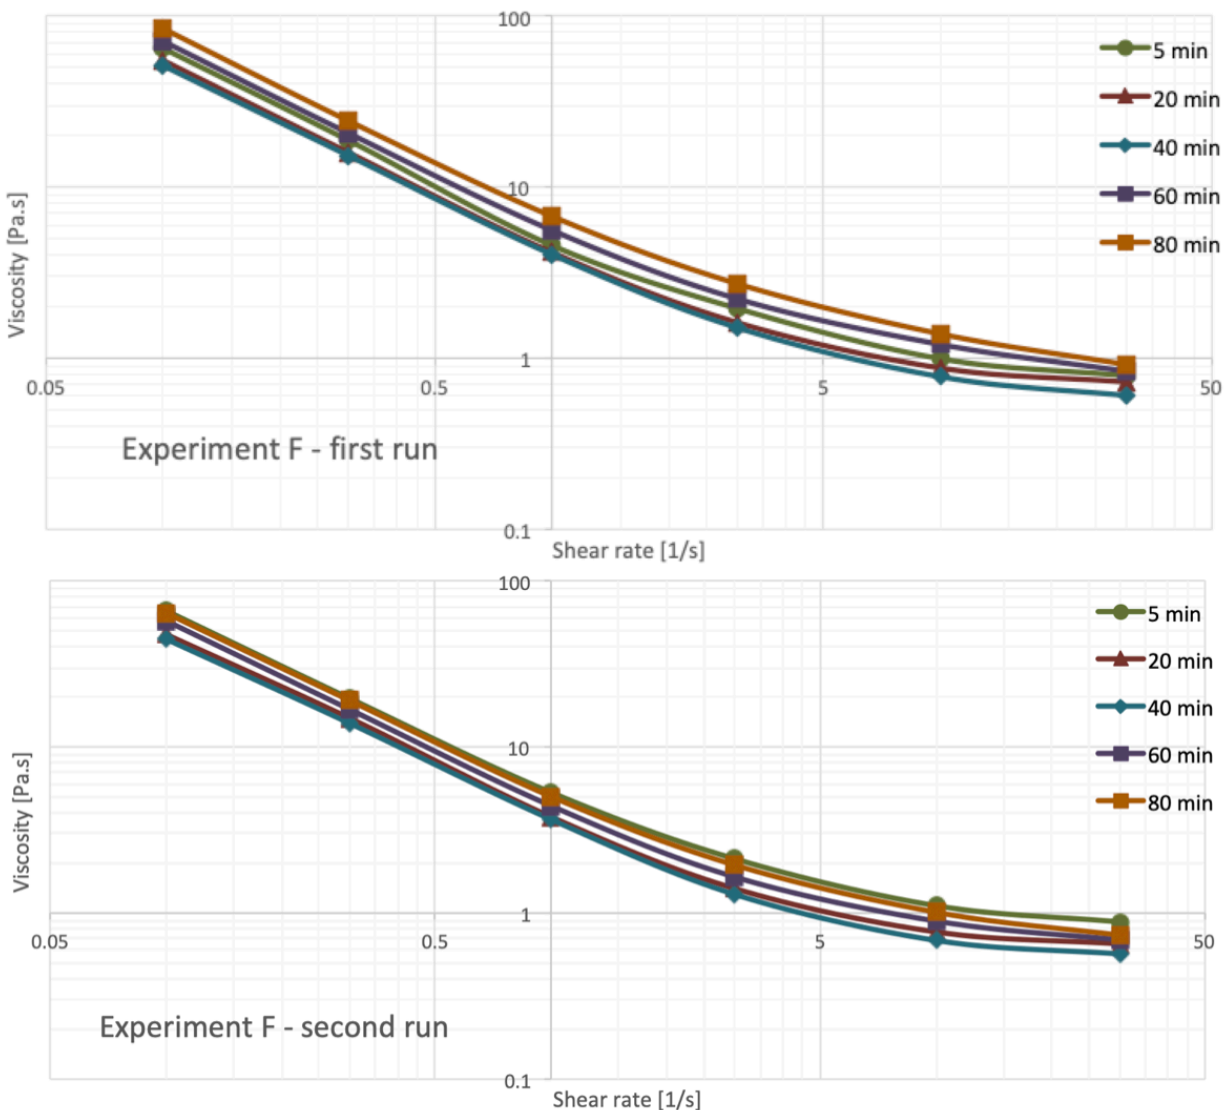 100
5 min
20 min
40 min
10
60 min
Viscosity [Pa.s]
80 min
1
0.05 0.5 5 50
Experiment F - first run
0.1
Shear rate [1/s]
100
5 min
20 min
40 min
10
60 min
80 min
Viscosity [Pa.s]
1
0.05 0.5 5 50
Experiment F - second run
0.1
Shear rate [1/s]